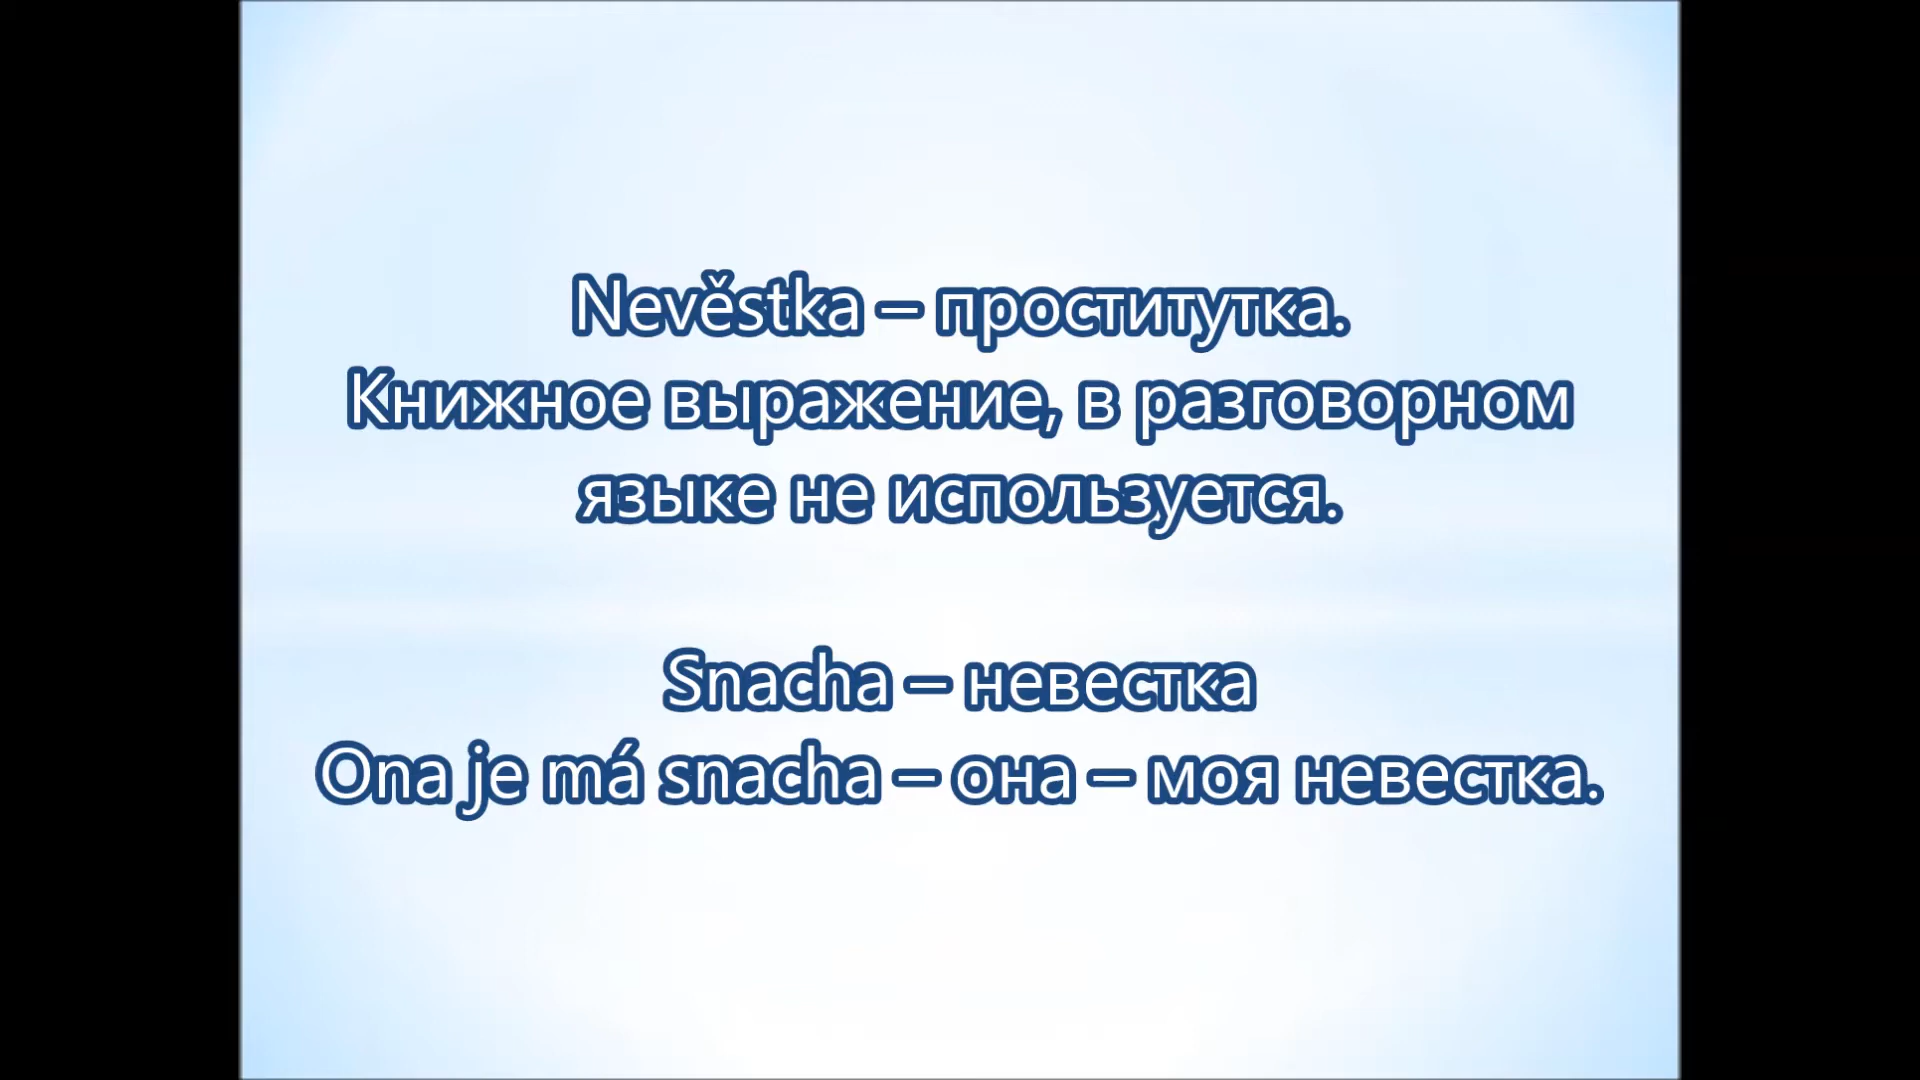 Nevěstka – проститутка.
Книжное выражение, в разговорном
языке не используется.
Snacha – невестка
Ona je má snacha – она – моя невестка.